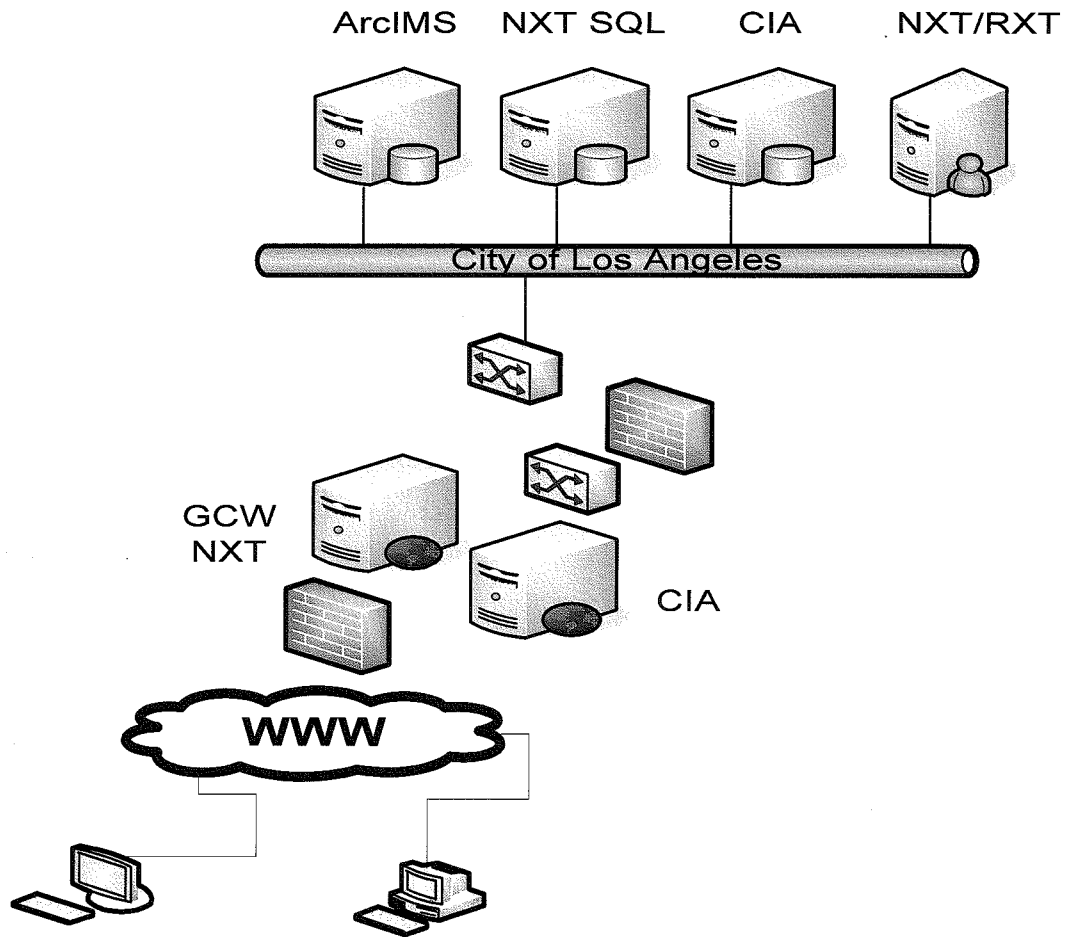 ArcIMS
NXT SQL
CIA
NXT/RXT
City of Los Angeles
GCW
NXT
CIA
WWW